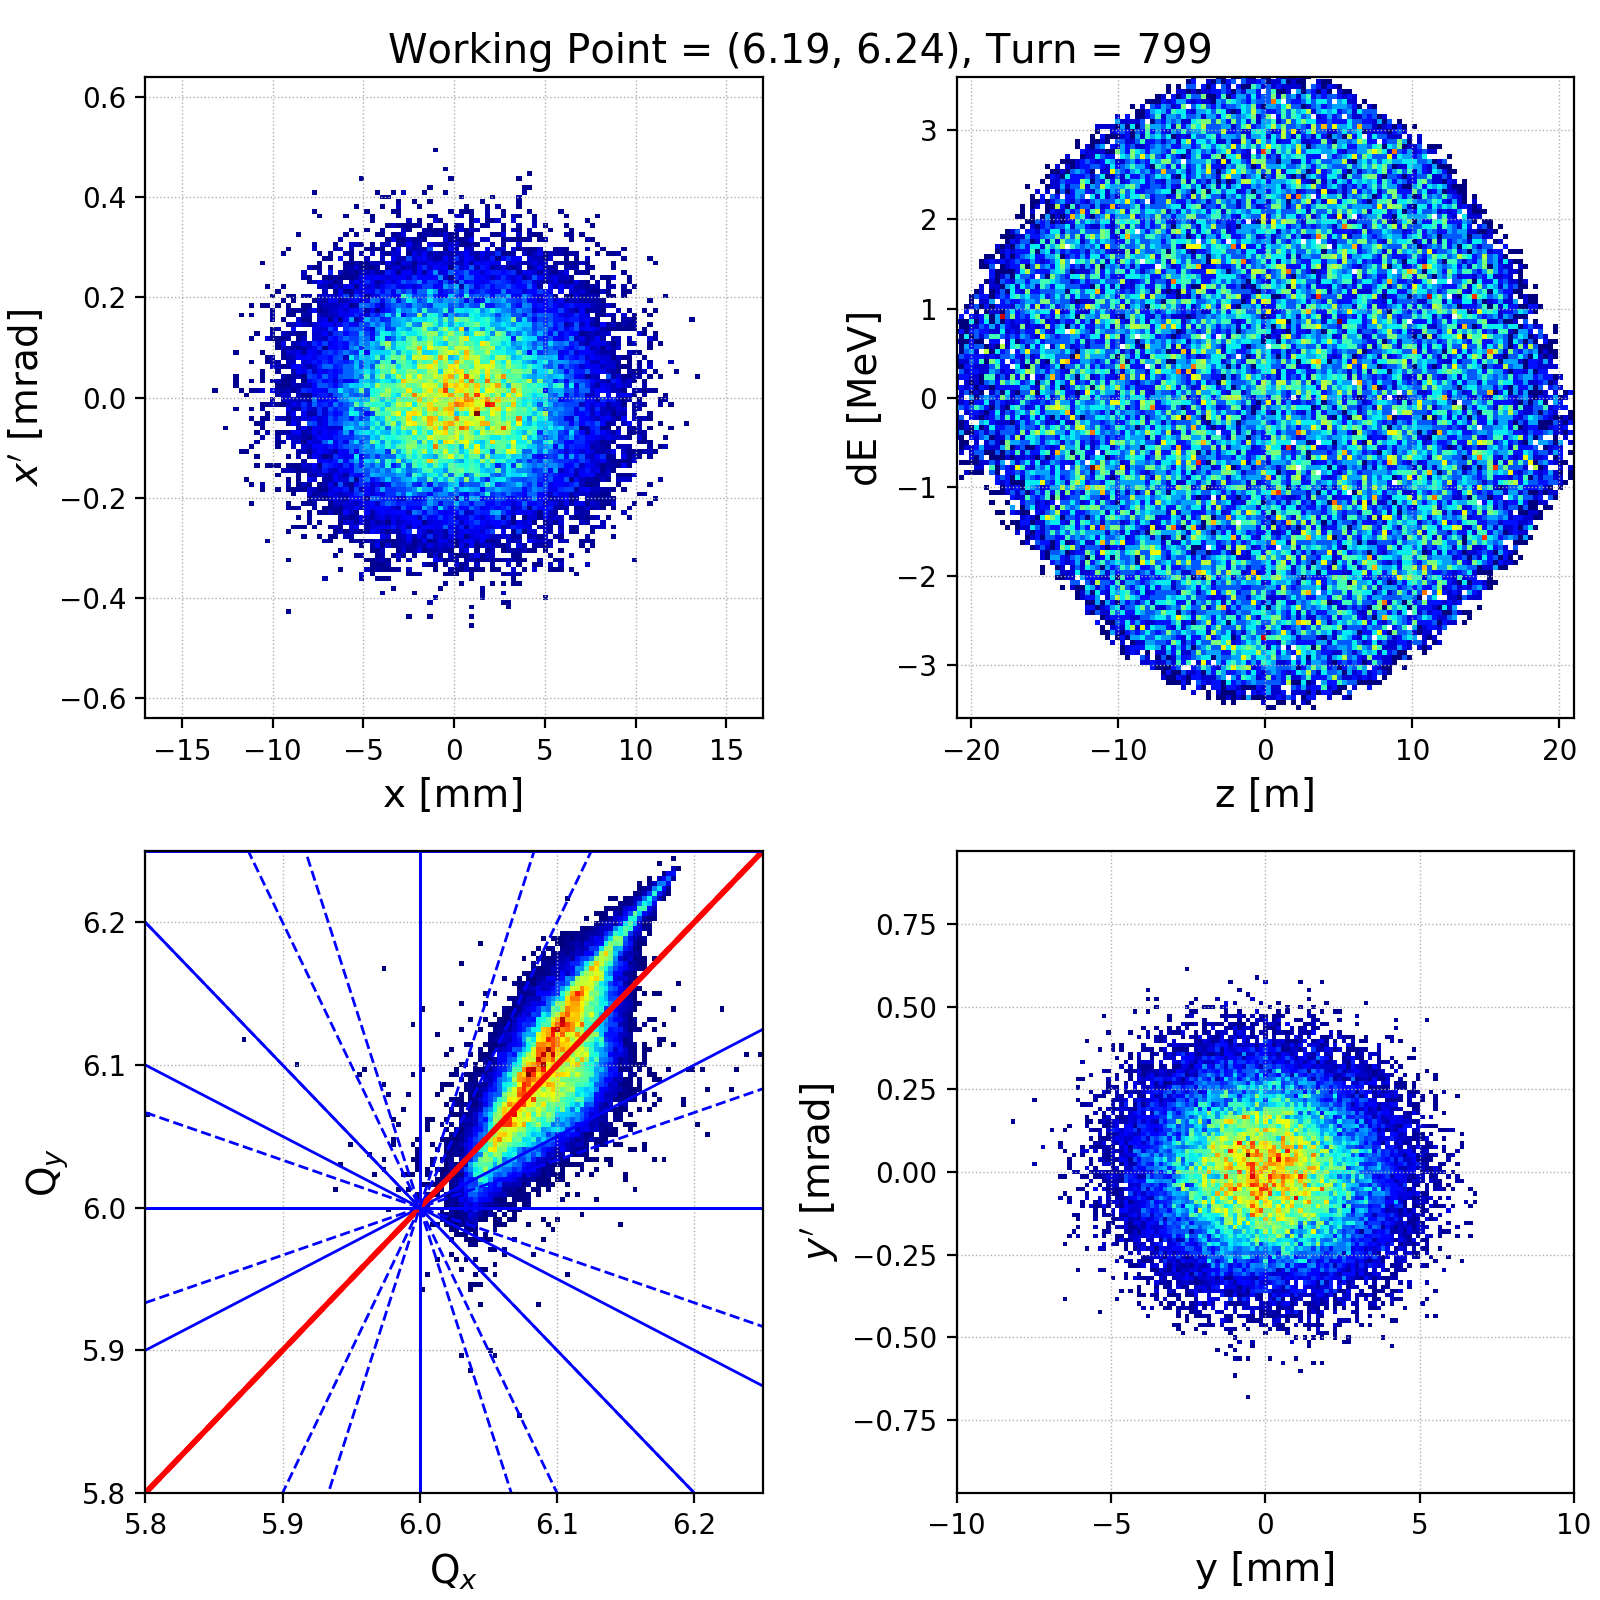 Working Point = (6.19, 6.24), Turn = 799
0.6
0.4
0.2
0.0
−0.2
−0.4
−0.6
x′ [mrad]
−15 −10 −5 0 5 10 15
x [mm]
3
2
1
0
−1
−2
−3
dE [MeV]
−20 −10 0 10 20
z [m]
6.2
6.1
6.0
5.9
5.8
Qy
5.8 5.9 6.0 6.1 6.2
Qx
0.75
0.50
0.25
0.00
−0.25
−0.50
−0.75
y′ [mrad]
−10 −5 0 5 10
y [mm]